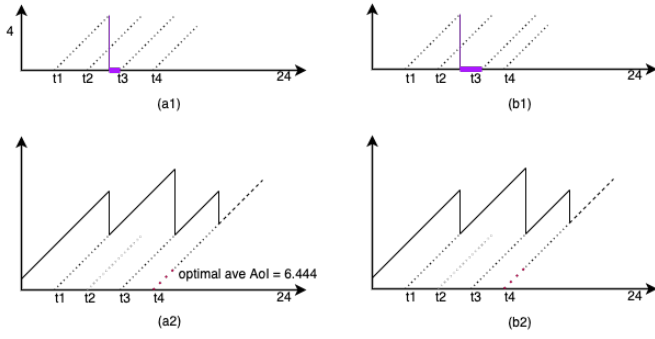 4
t1 t2 t3 t4 24
(a1)
t1 t2 t3 t4 24
(b1)
optimal ave AoI = 6.444
t1 t2 t3 t4 24
(a2)
t1 t2 t3 t4 24
(b2)